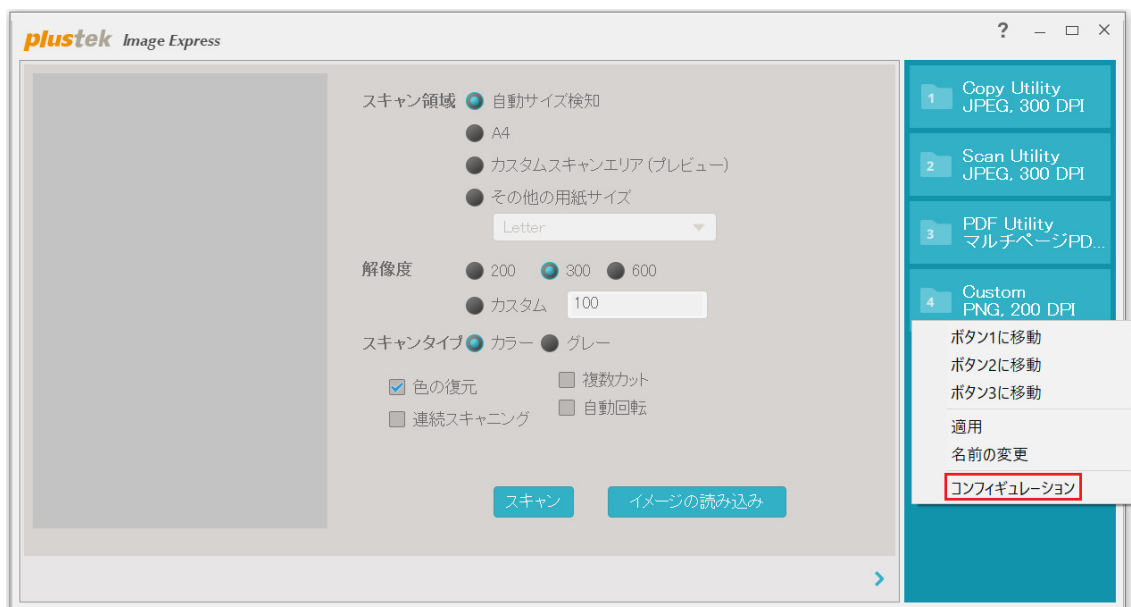 plustek Image Express
?
スキャン領域 自動サイズ検知
A4
カスタムスキャンエリア (プレビュー)
その他の用紙サイズ
Letter
解像度 200 300 600
カスタム 100
スキャンタイプ カラー グレー
色の復元 複数カット
連続スキャニング 自動回転
スキャン イメージの読み込み
1 Copy Utility
JPEG, 300 DPI
2 Scan Utility
JPEG, 300 DPI
3 PDF Utility
マルチページPD...
4 Custom
PNG, 200 DPI
ボタン1に移動
ボタン2に移動
ボタン3に移動
適用
名前の変更
コンフィギュレーション